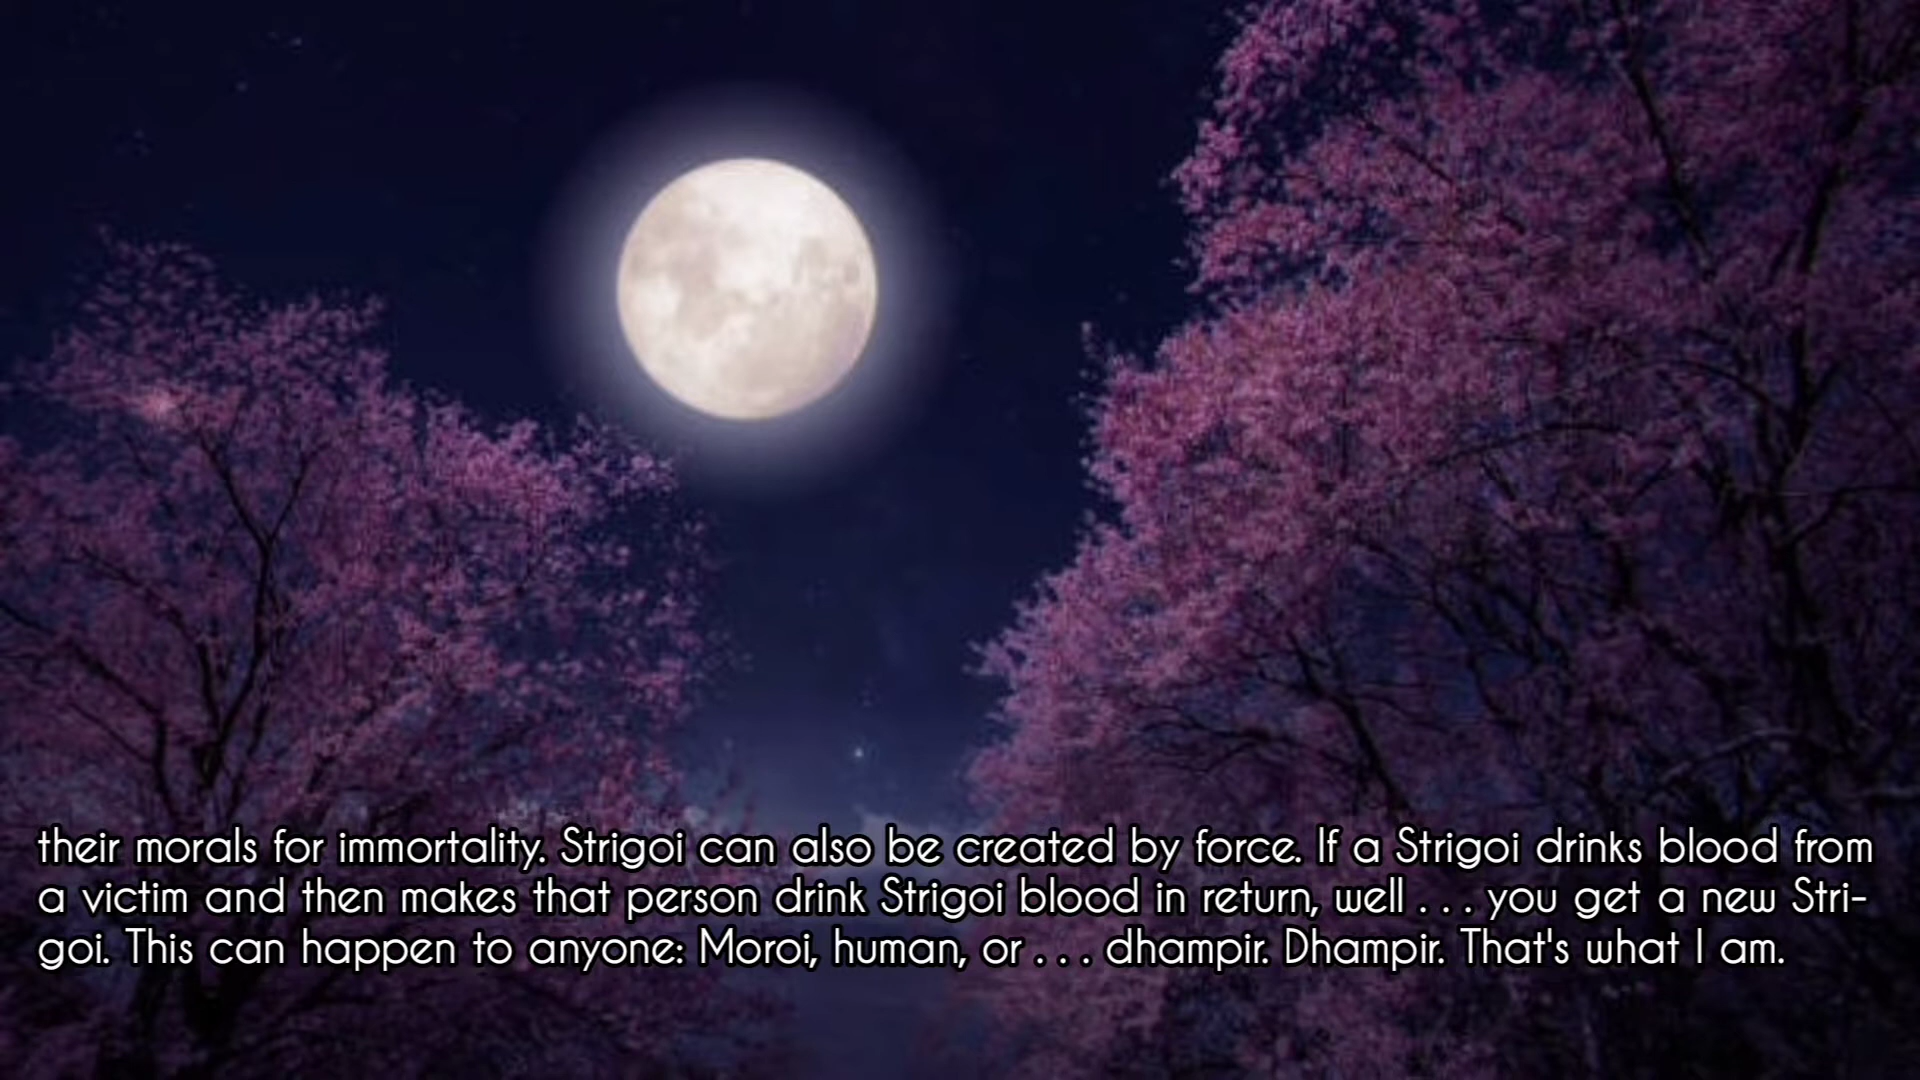 their morals for immortality. Strigoi can also be created by force. If a Strigoi drinks blood from
a victim and then makes that person drink Strigoi blood in return, well . . . you get a new Stri-
goi. This can happen to anyone: Moroi, human, or . . . dhampir. Dhampir. That's what I am.